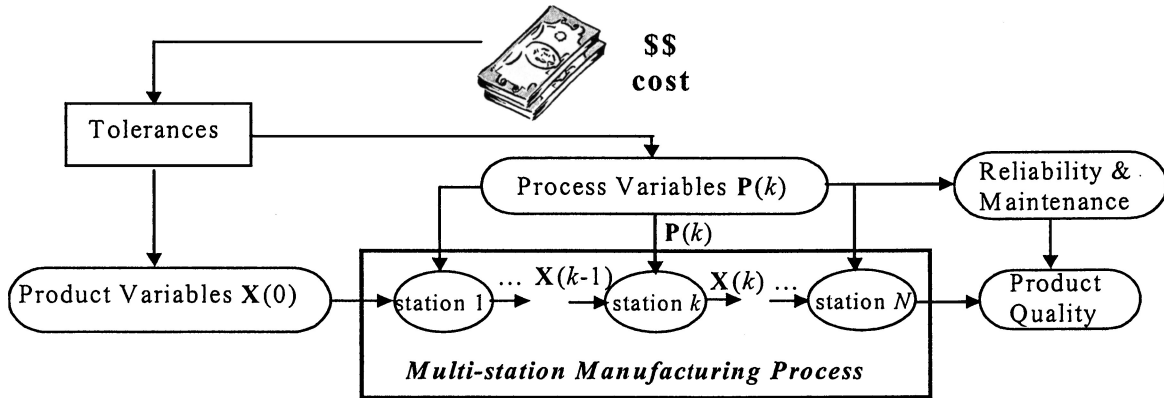 $$
cost
Tolerances
Process Variables P(k)
Reliability &
Maintenance
P(k)
Product Variables X(0)
station 1
... X(k-1)
station k
X(k) ...
station N
Product
Quality
Multi-station Manufacturing Process